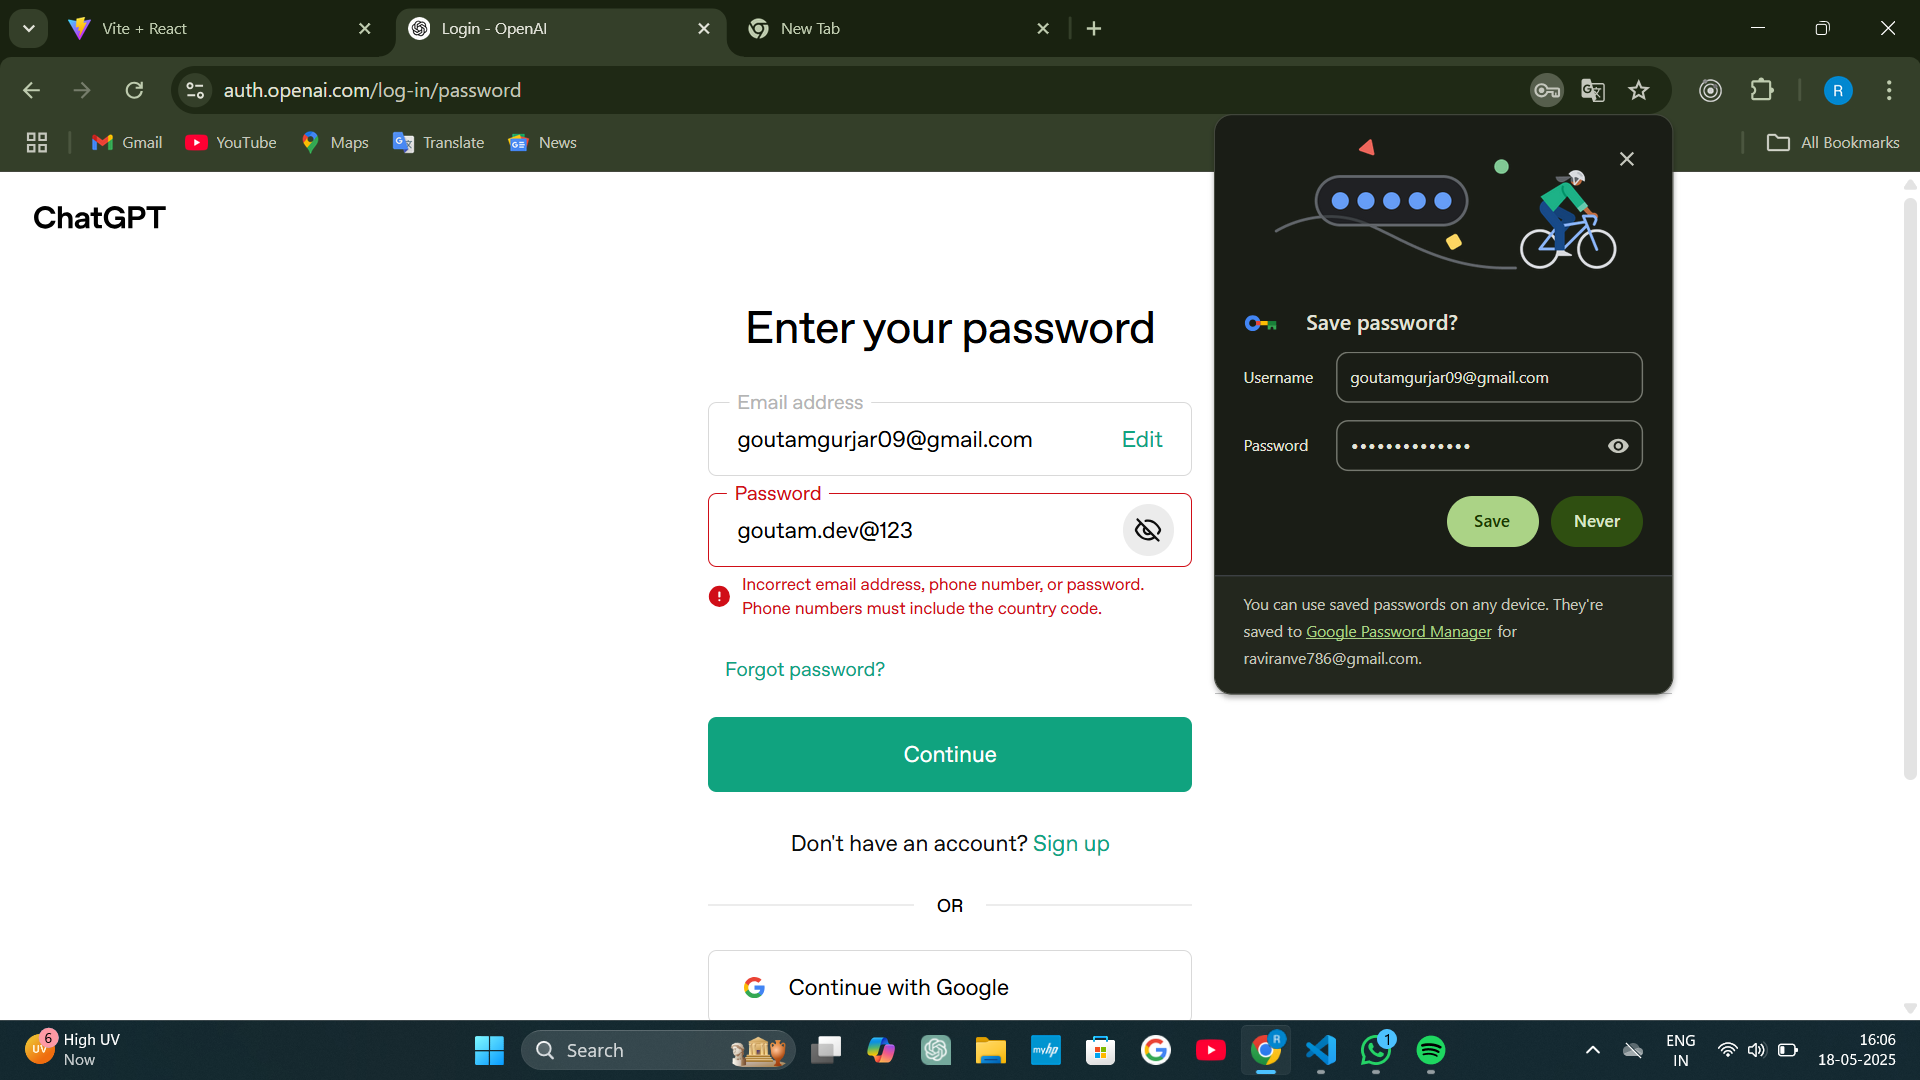 Vite + React
Login - OpenAI
New Tab
auth.openai.com/log-in/password
R
Gmail
YouTube
Maps
Translate
News
All Bookmarks
ChatGPT
Enter your password
Email address
goutamgurjar09@gmail.com
Edit
Password
goutam.dev@123
Incorrect email address, phone number, or password.
Phone numbers must include the country code.
Forgot password?
Continue
Don't have an account? Sign up
OR
Continue with Google
Save password?
Username
goutamgurjar09@gmail.com
Password
••••••••••••••
Save
Never
You can use saved passwords on any device. They're
saved to Google Password Manager for
raviranve786@gmail.com.
UV
6
High UV
Now
Search
myhp
R
1
ENG
IN
16:06
18-05-2025